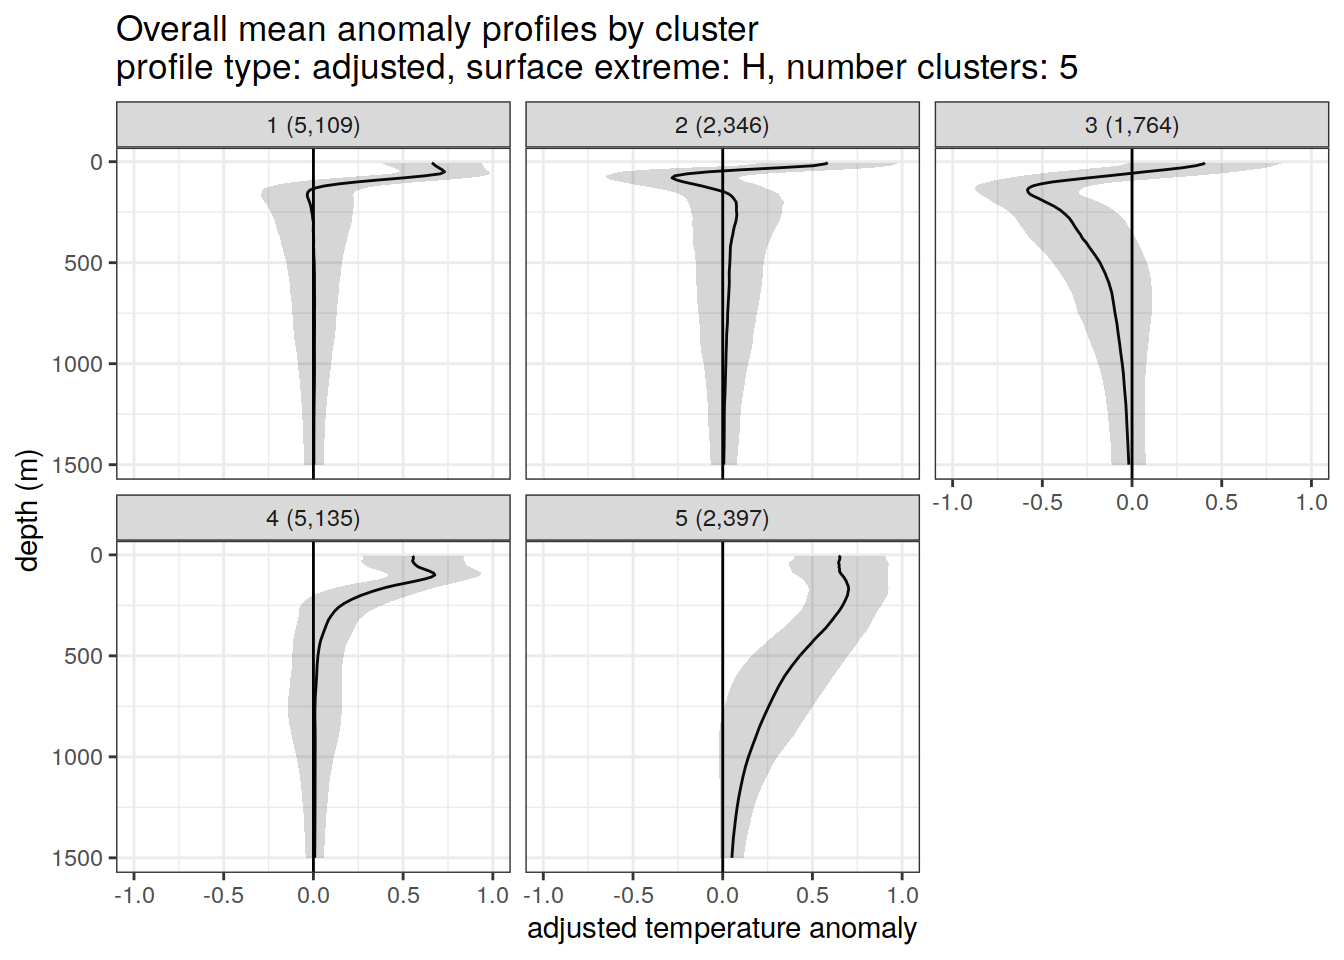 Overall mean anomaly profiles by cluster
profile type: adjusted, surface extreme: H, number clusters: 5
1 (5,109)
2 (2,346)
3 (1,764)
0
500
1000
1500
-1.0 -0.5 0.0 0.5 1.0
depth (m)
4 (5,135)
5 (2,397)
0
500
1000
1500
-1.0 -0.5 0.0 0.5 1.0
-1.0 -0.5 0.0 0.5 1.0
adjusted temperature anomaly